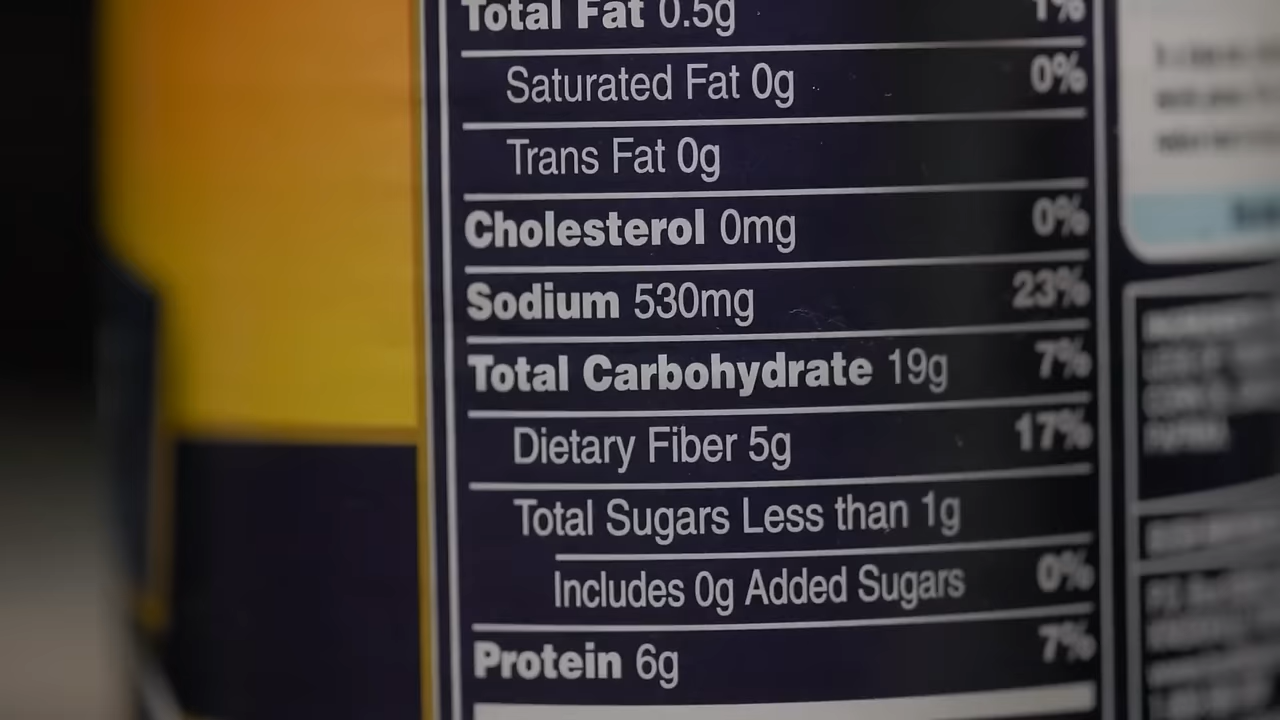 Total Fat 0.5g 1%
Saturated Fat 0g 0%
Trans Fat 0g
Cholesterol 0mg 0%
Sodium 530mg 23%
Total Carbohydrate 19g 7%
Dietary Fiber 5g 17%
Total Sugars Less than 1g
Includes 0g Added Sugars 0%
Protein 6g 7%